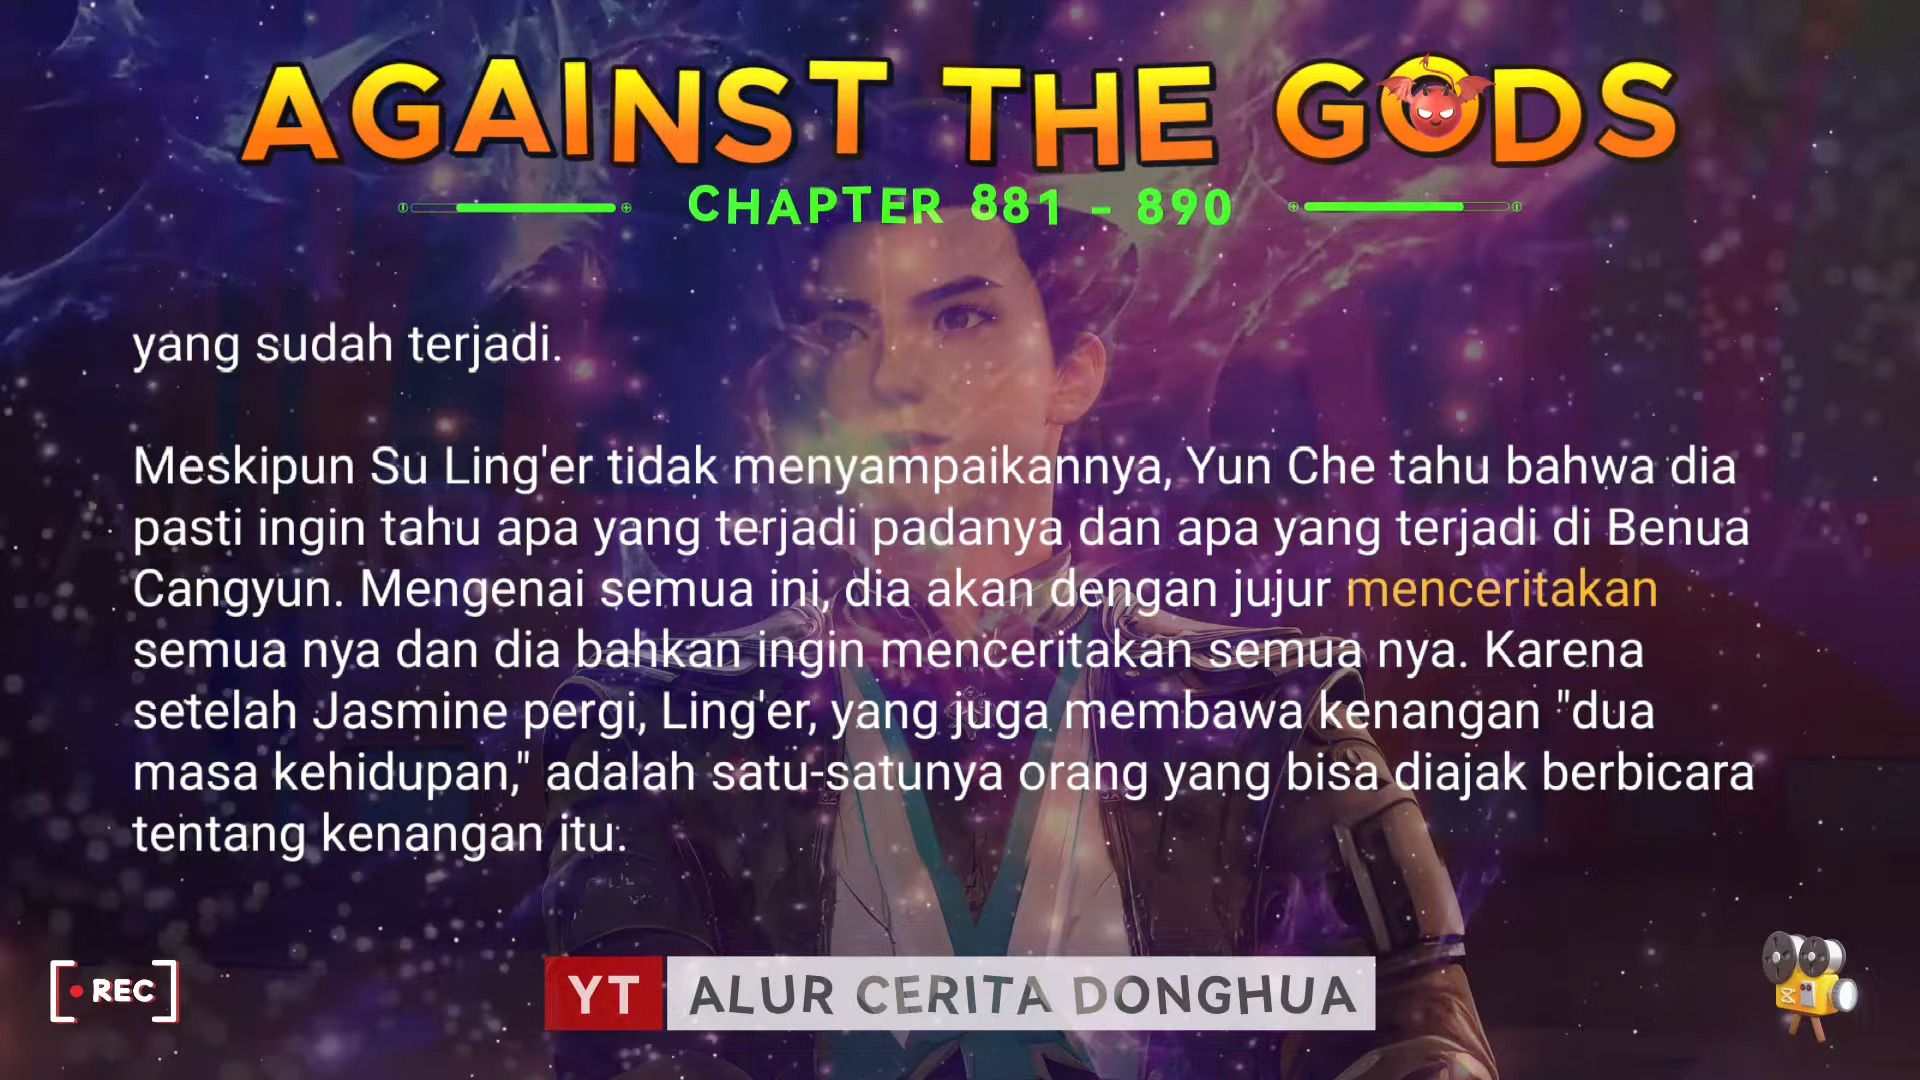 AGAINST THE GODS
CHAPTER 881 - 890
yang sudah terjadi.
Meskipun Su Ling'er tidak menyampaikannya, Yun Che tahu bahwa dia
pasti ingin tahu apa yang terjadi padanya dan apa yang terjadi di Benua
Cangyun. Mengenai semua ini, dia akan dengan jujur menceritakan
semua nya dan dia bahkan ingin menceritakan semua nya. Karena
setelah Jasmine pergi, Ling'er, yang juga membawa kenangan "dua
masa kehidupan," adalah satu-satunya orang yang bisa diajak berbicara
tentang kenangan itu.
REC
YT ALUR CERITA DONGHUA